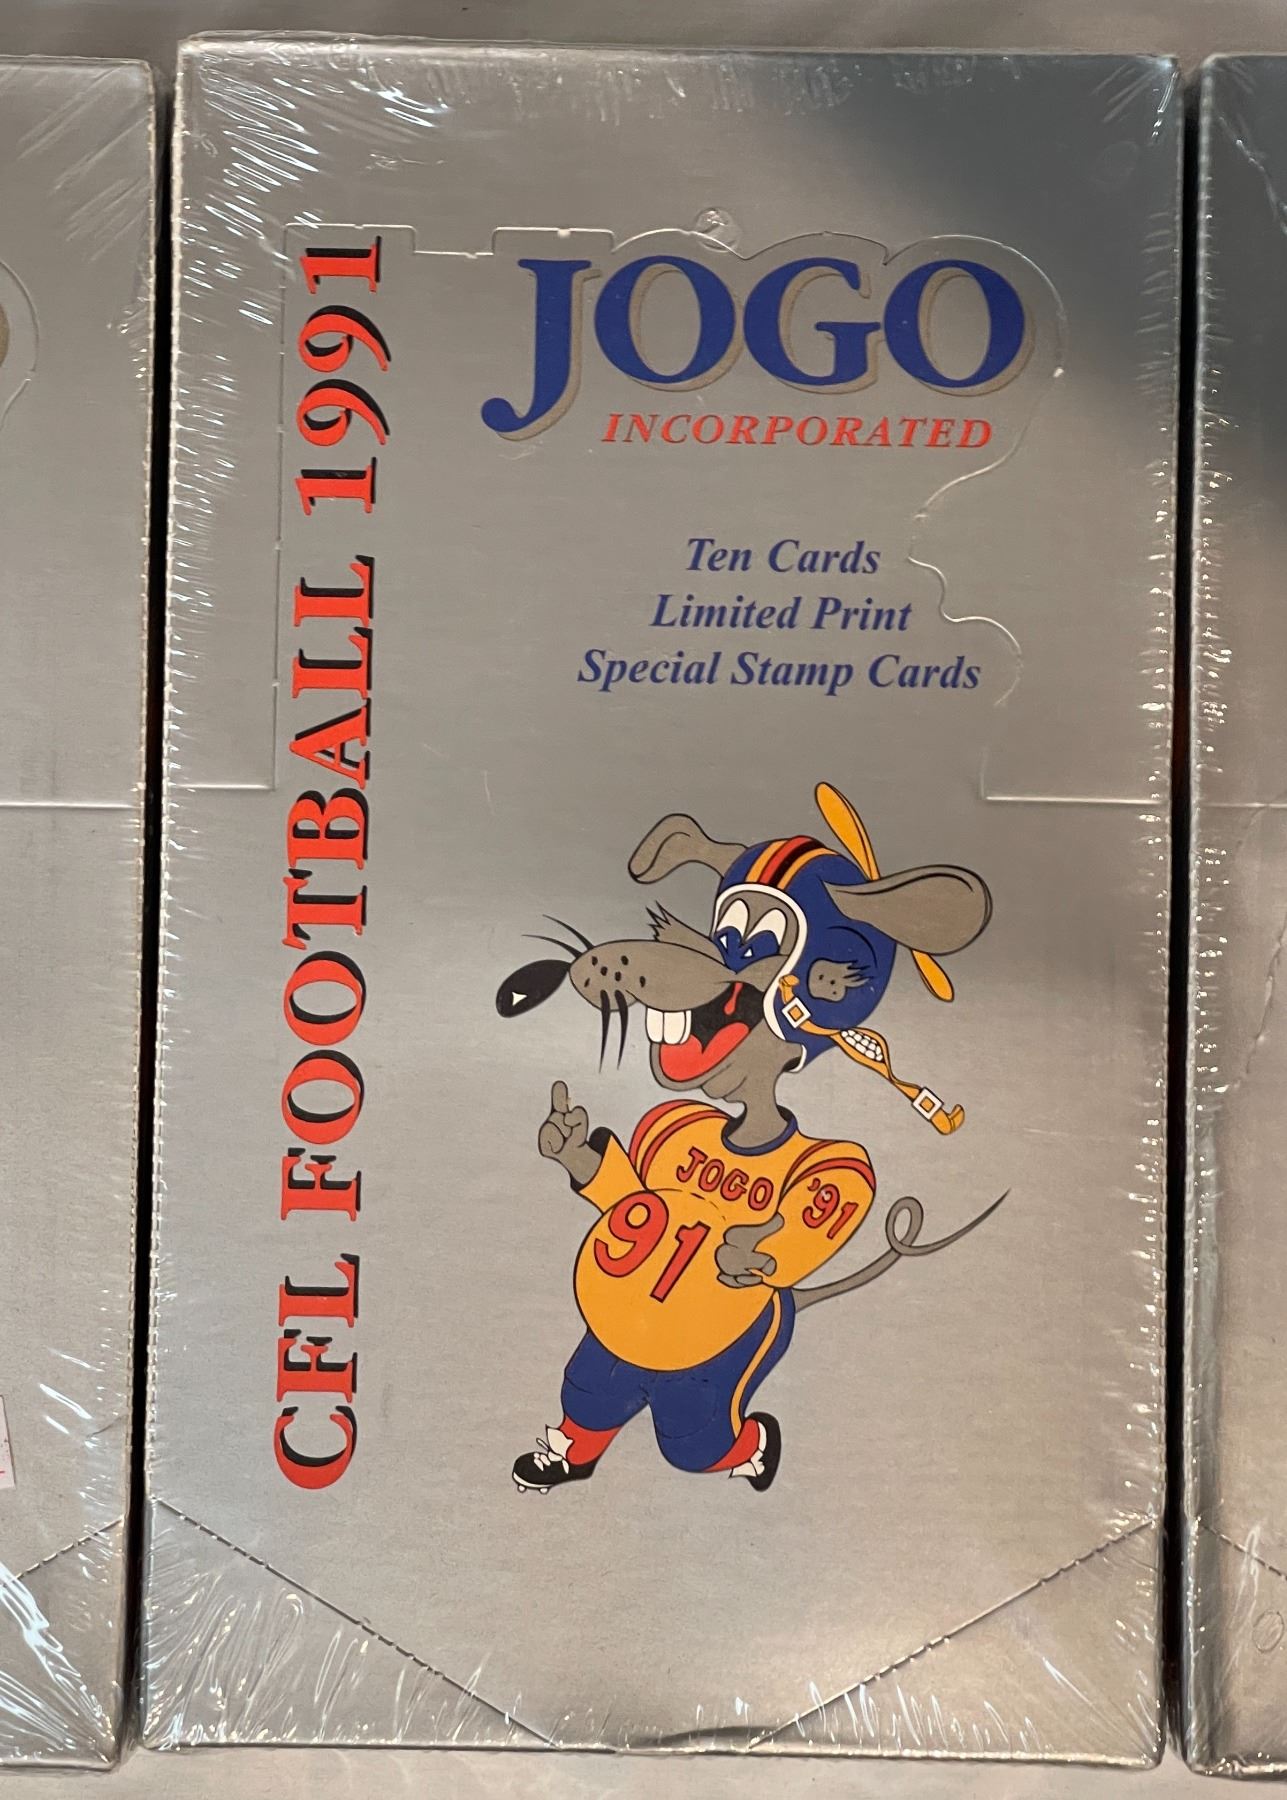 CFL FOOTBALL 1991
JOGO
INCORPORATED
Ten Cards
Limited Print
Special Stamp Cards
JOGO
'91
91